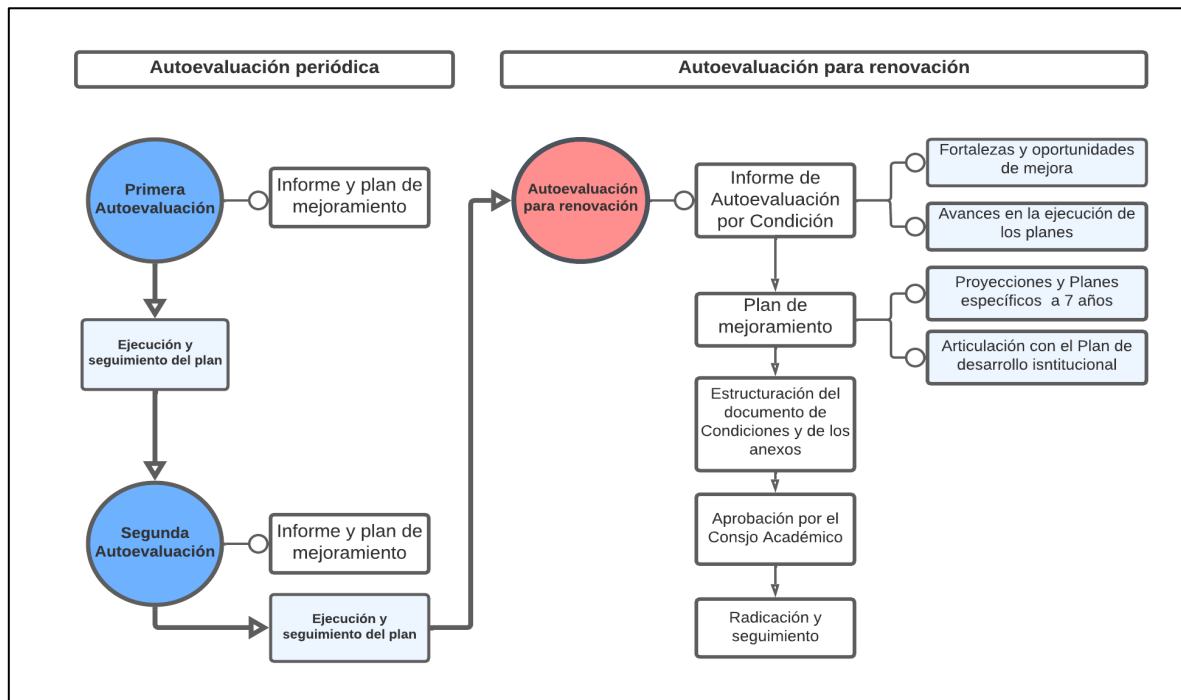 Autoevaluación periódica
Autoevaluación para renovación
Primera
Autoevaluación
Informe y plan de
mejoramiento
Ejecución y
seguimiento del plan
Segunda
Autoevaluación
Informe y plan de
mejoramiento
Ejecución y
seguimiento del plan
Autoevaluación
para renovación
Informe de
Autoevaluación
por Condición
Fortalezas y oportunidades
de mejora
Avances en la ejecución de
los planes
Plan de
mejoramiento
Proyecciones y Planes
específicos a 7 años
Articulación con el Plan de
desarrollo isntitucional
Estructuración del
documento de
Condiciones y de los
anexos
Aprobación por el
Consjo Académico
Radicación y
seguimiento